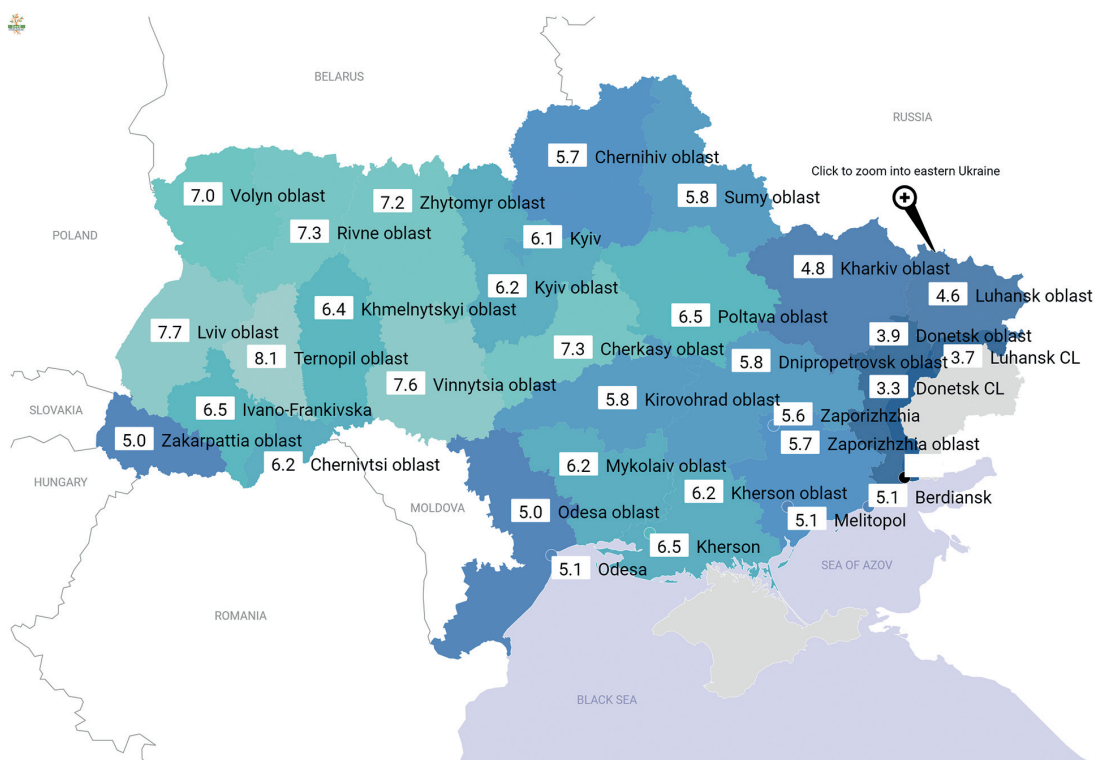 BELARUS
RUSSIA
5.7 Chernihiv oblast
Click to zoom into eastern Ukraine
7.0 Volyn oblast
7.2 Zhytomyr oblast
5.8 Sumy oblast
POLAND
7.3 Rivne oblast
6.1 Kyiv
4.8 Kharkiv oblast
6.2 Kyiv oblast
4.6 Luhansk oblast
6.4 Khmelnytskyi oblast
6.5 Poltava oblast
7.7 Lviv oblast
3.9 Donetsk oblast
8.1 Ternopil oblast
7.3 Cherkasy oblast
5.8 Dnipropetrovsk oblast
3.7 Luhansk CL
7.6 Vinnytsia oblast
3.3 Donetsk CL
SLOVAKIA
6.5 Ivano-Frankivska
5.8 Kirovohrad oblast
5.6 Zaporizhzhia
5.0 Zakarpattia oblast
5.7 Zaporizhzhia oblast
6.2 Chernivtsi oblast
6.2 Mykolaiv oblast
HUNGARY
6.2 Kherson oblast
5.1 Berdiansk
MOLDOVA
5.0 Odesa oblast
5.1 Melitopol
6.5 Kherson
5.1 Odesa
SEA OF AZOV
ROMANIA
BLACK SEA